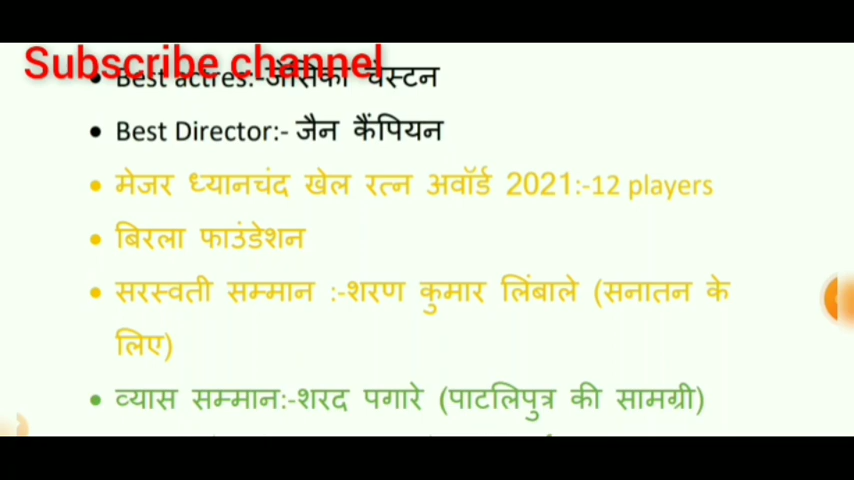 Subscribe channel
• Best actres:-जेसिका चेस्टन
• Best Director:- जैन कैंपियन
• मेजर ध्यानचंद खेल रत्न अवॉर्ड 2021:-12 players
• बिरला फाउंडेशन
• सरस्वती सम्मान :-शरण कुमार लिंबाले (सनातन के
लिए)
• व्यास सम्मान:-शरद पगारे (पाटलिपुत्र की सामग्री)